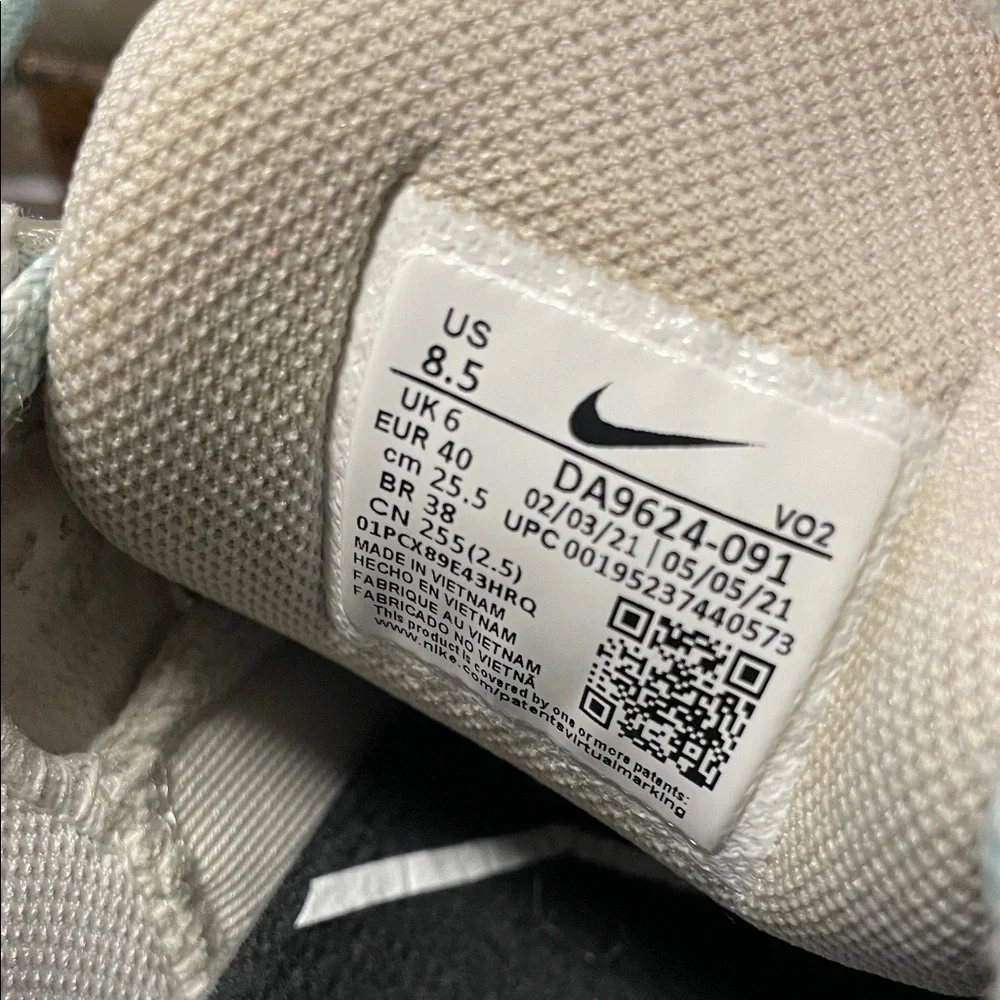 US
8.5
UK 6
EUR 40
cm 25.5
BR 38
CN 255(2.5)
01PCX89E43HRQ
MADE IN VIETNAM
HECHO EN VIETNAM
FABRIQUE AU VIETNAM
FABRICADO NO VIETNÃ
This product is covered by one or more patents:
www.nike.com/patentsvirtualmarking
VO2
DA9624-091
02/03/21 | 05/05/21
UPC 00195237440573